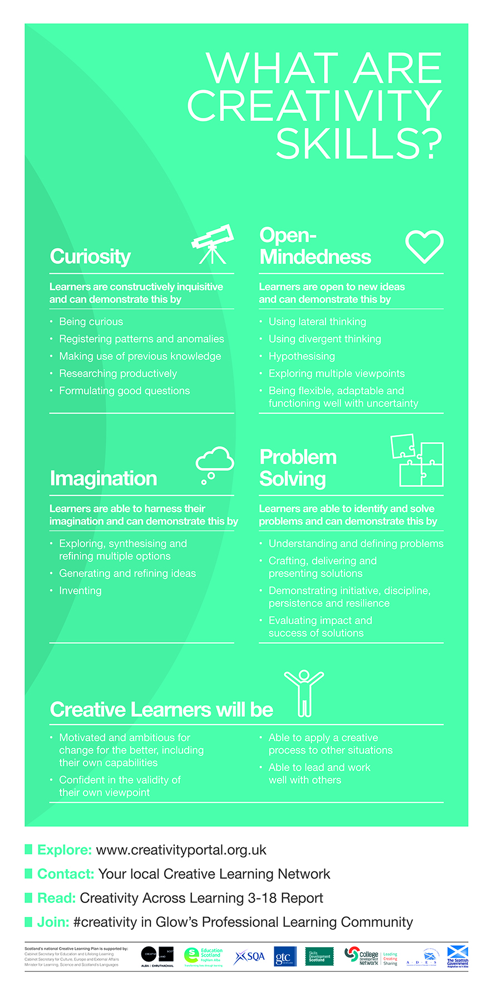 WHAT ARE
CREATIVITY
SKILLS?
Curiosity
Learners are constructively inquisitive
and can demonstrate this by
• Being curious
• Registering patterns and anomalies
• Making use of previous knowledge
• Researching productively
• Formulating good questions
Open-
Mindedness
Learners are open to new ideas
and can demonstrate this by
• Using lateral thinking
• Using divergent thinking
• Hypothesising
• Exploring multiple viewpoints
• Being flexible, adaptable and
functioning well with uncertainty
Imagination
Learners are able to harness their
imagination and can demonstrate this by
• Exploring, synthesising and
refining multiple options
• Generating and refining ideas
• Inventing
Problem
Solving
Learners are able to identify and solve
problems and can demonstrate this by
• Understanding and defining problems
• Crafting, delivering and
presenting solutions
• Demonstrating initiative, discipline,
persistence and resilience
• Evaluating impact and
success of solutions
Creative Learners will be
• Motivated and ambitious for
change for the better, including
their own capabilities
• Confident in the validity of
their own viewpoint
• Able to apply a creative
process to other situations
• Able to lead and work
well with others
Explore: www.creativityportal.org.uk
Contact: Your local Creative Learning Network
Read: Creativity Across Learning 3-18 Report
Join: #creativity in Glow's Professional Learning Community
Scotland's national Creative Learning Plan is supported by:
Cabinet Secretary for Education and Lifelong Learning
Cabinet Secretary for Culture, Europe and External Affairs
Minister for Learning, Science and Scotland's Languages
CREATIVE
SCOT
LAND
ALBA | CHRUTHACHAIL
Education
Scotland
Foghlam Alba
Transforming lives through learning
SQA
gtc
SCOTLAND
Skills
Development
Scotland
College
Development
Network
Leading
Creating
Sharing
A·D·E·S
The Scottish
Government
Riaghaltas na h-Alba